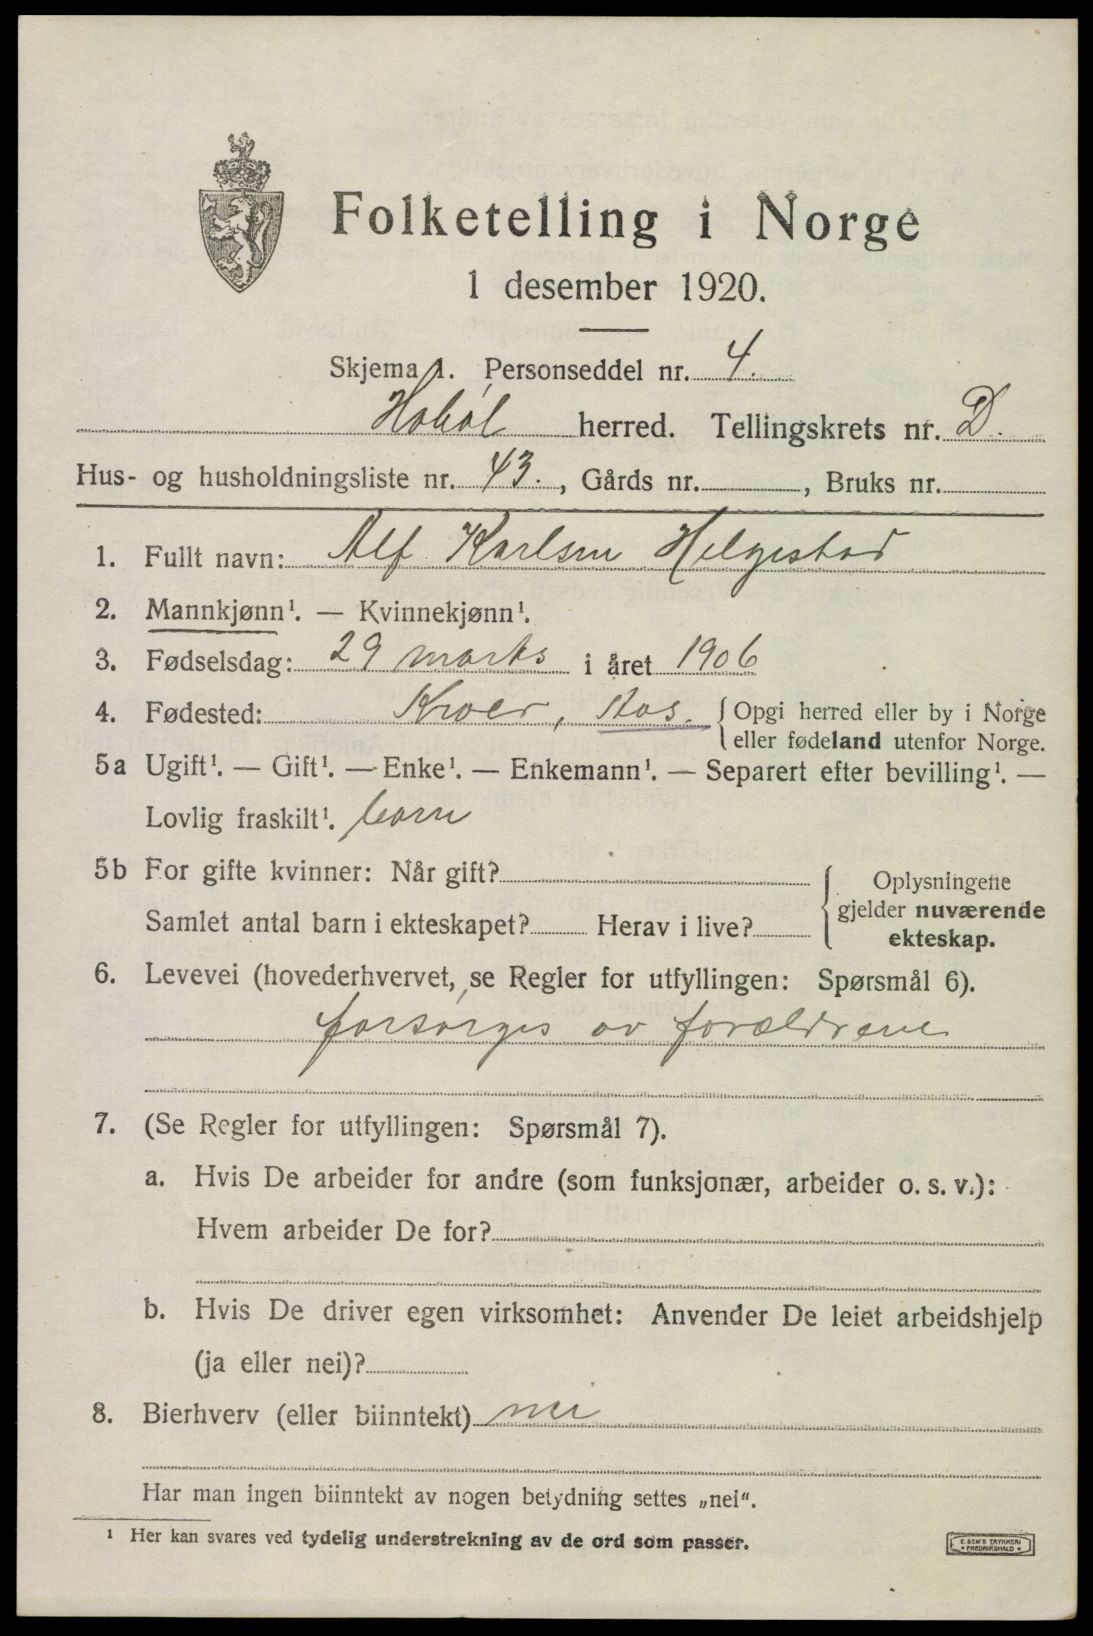 Folketelling i Norge
1 desember 1920.
Skjema 1. Personseddel nr. 4.
Hobøl herred. Tellingskrets nr. D.
Hus- og husholdningsliste nr. 43. , Gårds nr. , Bruks nr.
1. Fullt navn: Alf Karlsen Helgestad
2. Mannkjønn¹. — Kvinnekjønn¹.
3. Fødselsdag: 29 marts i året 1906
4. Fødested: Kroer, Aas. Opgi herred eller by i Norge
eller fødeland utenfor Norge.
5a Ugift¹. — Gift¹. — Enke¹. — Enkemann¹. — Separert efter bevilling¹. —
Lovlig fraskilt¹. barn
5b For gifte kvinner: Når gift?
Samlet antal barn i ekteskapet? Herav i live?
Oplysningene
gjelder nuværende
ekteskap.
6. Levevei (hovederhvervet, se Regler for utfyllingen: Spørsmål 6).
forsørges av forældrene
7. (Se Regler for utfyllingen: Spørsmål 7).
a. Hvis De arbeider for andre (som funksjonær, arbeider o. s. v.):
Hvem arbeider De for?
b. Hvis De driver egen virksomhet: Anvender De leiet arbeidshjelp
(ja eller nei)?
8. Bierhverv (eller biinntekt) nei
Har man ingen biinntekt av nogen betydning settes „nei".
¹ Her kan svares ved tydelig understrekning av de ord som passer.
E. SEM'S TRYKKERI
FREDRIKSHALD